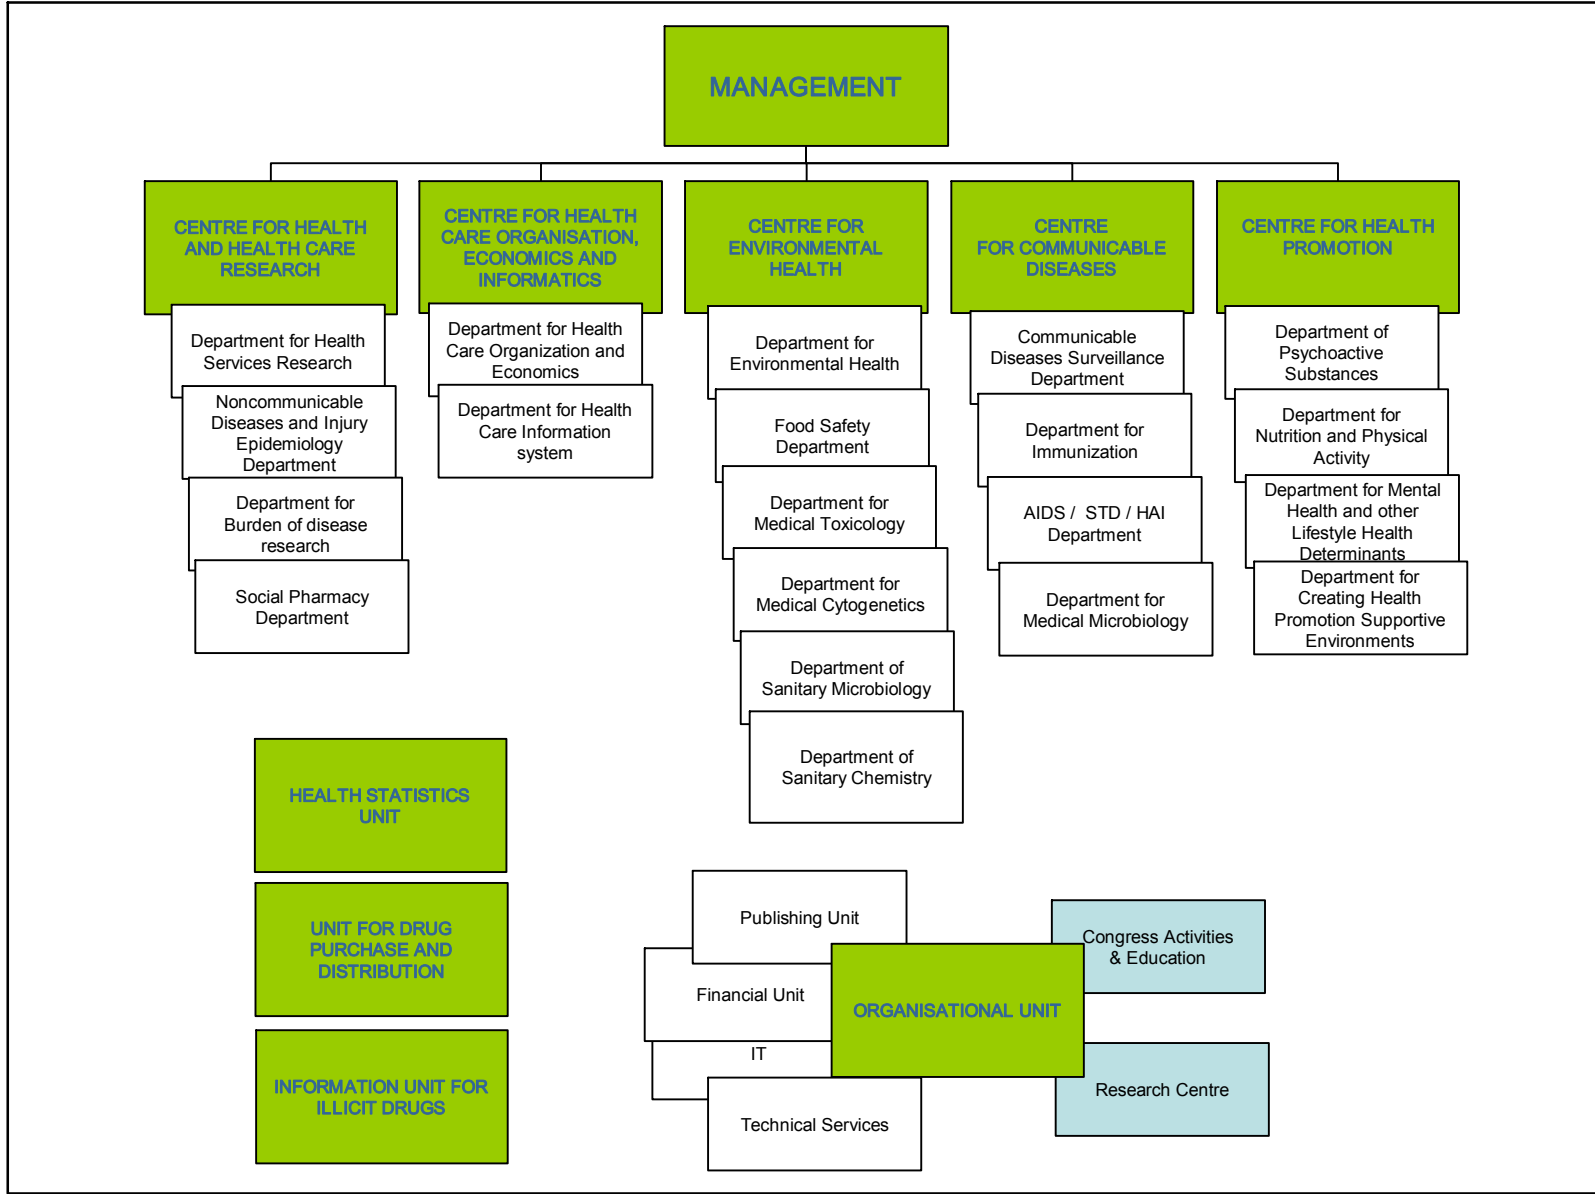 MANAGEMENT
CENTRE FOR HEALTH
AND HEALTH CARE
RESEARCH
CENTRE FOR HEALTH
CARE ORGANISATION,
ECONOMICS AND
INFORMATICS
CENTRE FOR
ENVIRONMENTAL
HEALTH
CENTRE
FOR COMMUNICABLE
DISEASES
CENTRE FOR HEALTH
PROMOTION
Department for Health
Services Research
Noncommunicable
Diseases and Injury
Epidemiology
Department
Department for
Burden of disease
research
Social Pharmacy
Department
Department for Health
Care Organization and
Economics
Department for Health
Care Information
system
Department for
Environmental Health
Food Safety
Department
Department for
Medical Toxicology
Department for
Medical Cytogenetics
Department of
Sanitary Microbiology
Department of
Sanitary Chemistry
Communicable
Diseases Surveillance
Department
Department for
Immunization
AIDS / STD / HAI
Department
Department for
Medical Microbiology
Department of
Psychoactive
Substances
Department for
Nutrition and Physical
Activity
Department for Mental
Health and other
Lifestyle Health
Determinants
Department for
Creating Health
Promotion Supportive
Environments
HEALTH STATISTICS
UNIT
UNIT FOR DRUG
PURCHASE AND
DISTRIBUTION
INFORMATION UNIT FOR
ILLICIT DRUGS
Publishing Unit
Financial Unit
IT
Technical Services
ORGANISATIONAL UNIT
Congress Activities
& Education
Research Centre